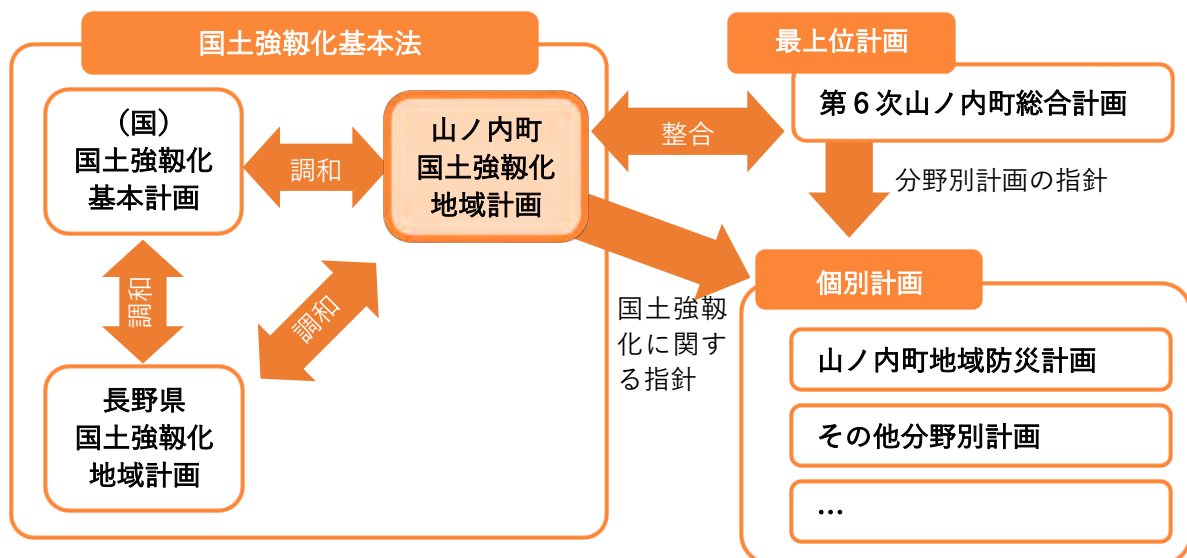 国土強靱化基本法
（国）
国土強靱化
基本計画
調和
山ノ内町
国土強靱化
地域計画
調和
調和
長野県
国土強靱化
地域計画
整合
最上位計画
第６次山ノ内町総合計画
分野別計画の指針
国土強靱
化に関す
る指針
個別計画
山ノ内町地域防災計画
その他分野別計画
…